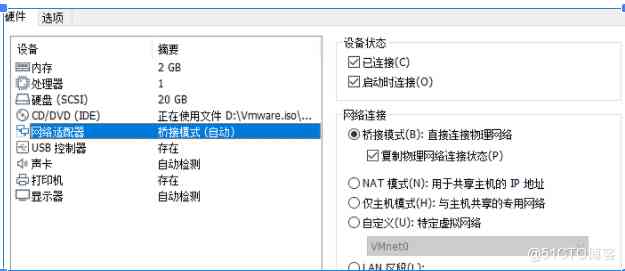 硬件 选项
设备 摘要
内存 2 GB
处理器 1
硬盘 (SCSI) 20 GB
CD/DVD (IDE) 正在使用文件 D:\Vmware.iso\...
网络适配器 桥接模式 (自动)
USB 控制器 存在
声卡 自动检测
打印机 存在
显示器 自动检测
设备状态
已连接(C)
启动时连接(O)
网络连接
桥接模式(B): 直接连接物理网络
复制物理网络连接状态(P)
NAT 模式(N): 用于共享主机的 IP 地址
仅主机模式(H): 与主机共享的专用网络
自定义(U): 特定虚拟网络
VMnet0
LAN 区段(L):
@51CTO博客